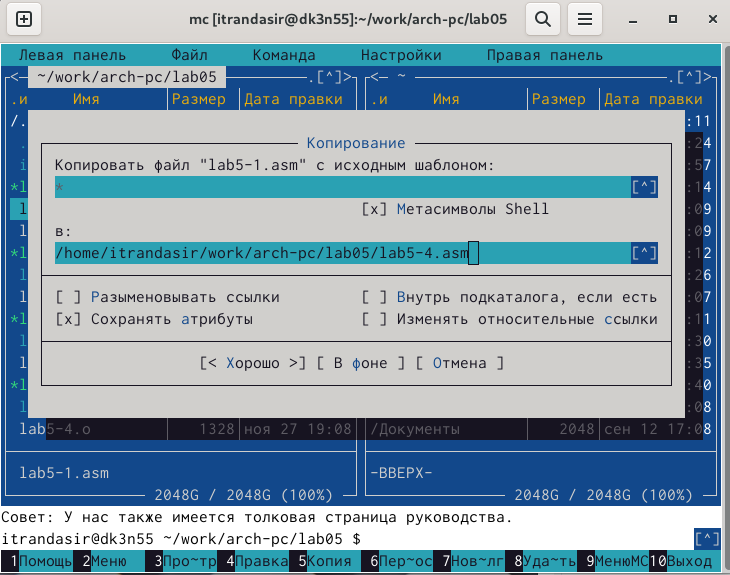 mc [itrandasir@dk3n55]:~/work/arch-pc/lab05
Левая панель Файл Команда Настройки Правая панель
<— ~/work/arch-pc/lab05 .[^]> <— ~ .[^]>
.и Имя Размер Дата правки .и Имя Размер Дата правки
/. :11
. :24
i :57
*l :14
l :09
l :09
*l :12
l :26
l :07
*l :11
l :30
l :35
*l :40
l :08
Копирование
Копировать файл "lab5-1.asm" с исходным шаблоном:
* [^]
[x] Метасимволы Shell
в:
/home/itrandasir/work/arch-pc/lab05/lab5-4.asm [^]
[ ] Разыменовывать ссылки [ ] Внутрь подкаталога, если есть
[x] Сохранять атрибуты [ ] Изменять относительные ссылки
[< Хорошо >] [ В фоне ] [ Отмена ]
lab5-4.o 1328 ноя 27 19:08 /Документы 2048 сен 12 17:08
lab5-1.asm -ВВЕРХ-
2048G / 2048G (100%) 2048G / 2048G (100%)
Совет: У нас также имеется толковая страница руководства.
itrandasir@dk3n55 ~/work/arch-pc/lab05 $ [^]
1Помощь 2Меню 3Про~тр 4Правка 5Копия 6Пер~ос 7Нов~лг 8Уда~ть 9МенюМС 10Выход